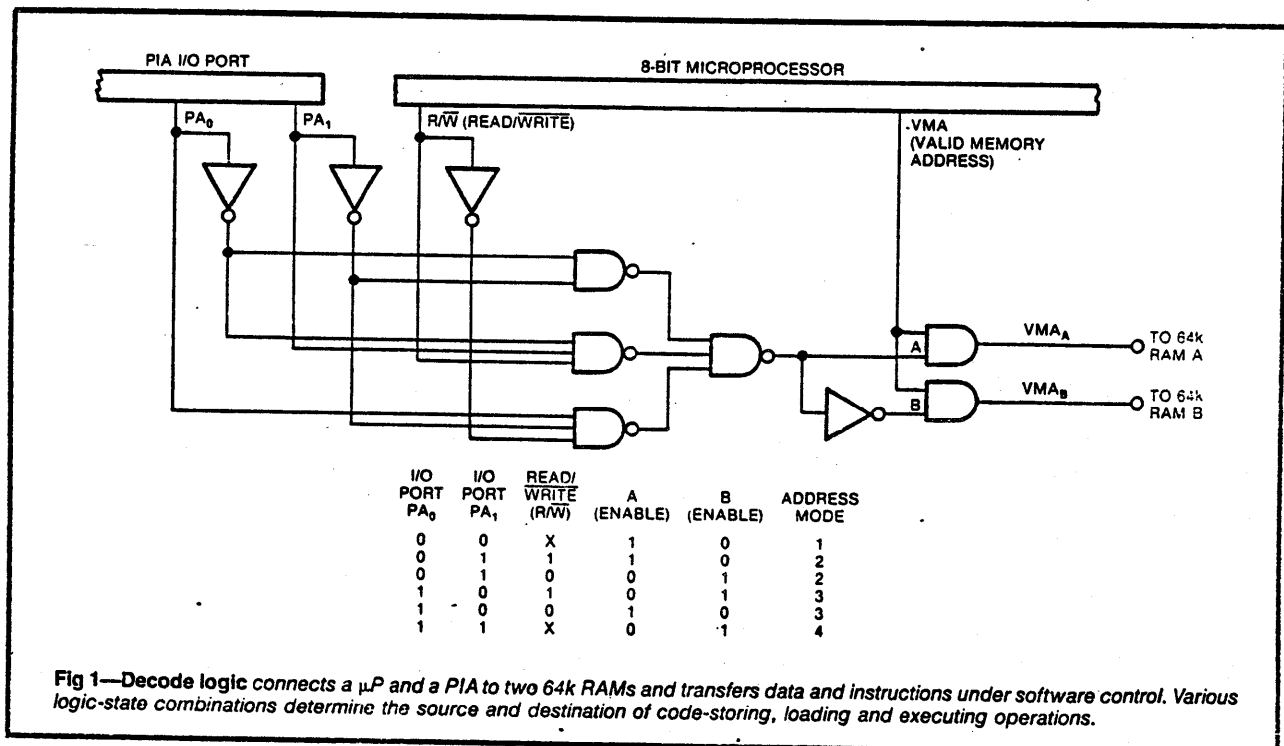 PIA I/O PORT
8-BIT MICROPROCESSOR
PA₀
PA₁
R/W̅ (READ/W̅R̅I̅T̅E̅)
VMA
(VALID MEMORY
ADDRESS)
A
VMA_A
TO 64k
RAM A
B
VMA_B
TO 64k
RAM B
I/O PORT PA₀ I/O PORT PA₁ READ/W̅R̅I̅T̅E̅ (R/W̅) A (ENABLE) B (ENABLE) ADDRESS MODE
0 0 X 1 0 1
0 1 1 1 0 2
0 1 0 0 1 2
1 0 1 0 1 3
1 0 0 1 0 3
1 1 X 0 1 4
Fig 1—Decode logic connects a µP and a PIA to two 64k RAMs and transfers data and instructions under software control. Various
logic-state combinations determine the source and destination of code-storing, loading and executing operations.